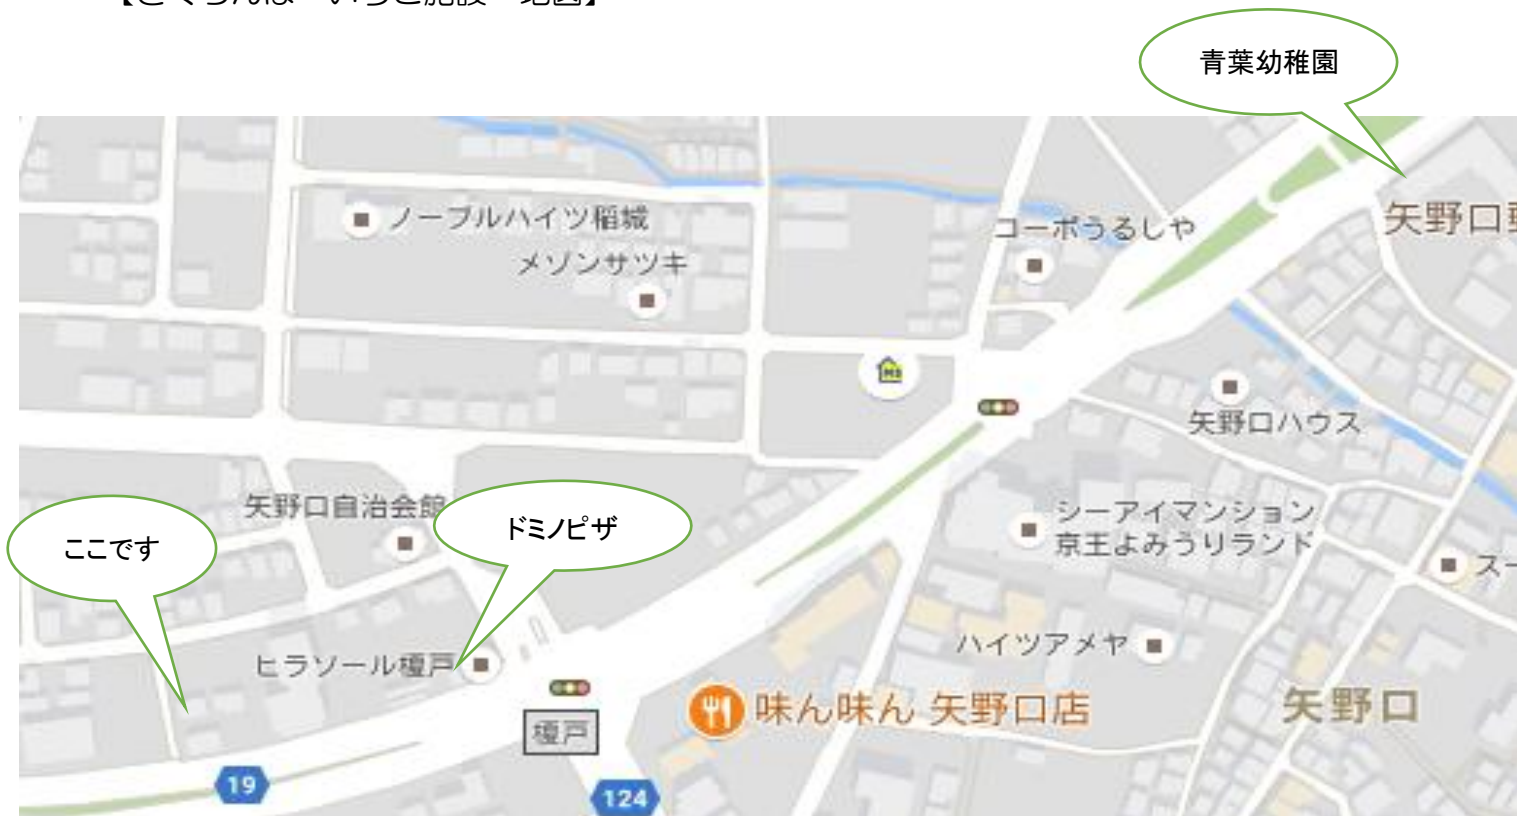 青葉幼稚園
ノーブルハイツ稲城
メゾンサツキ
コーポうるしや
矢野口
矢野口ハウス
矢野口自治会館
ドミノピザ
ここです
シーアイマンション
京王よみうりランド
スー
ハイツアメヤ
ヒラソール榎戸
味ん味ん 矢野口店
矢野口
榎戸
19
124